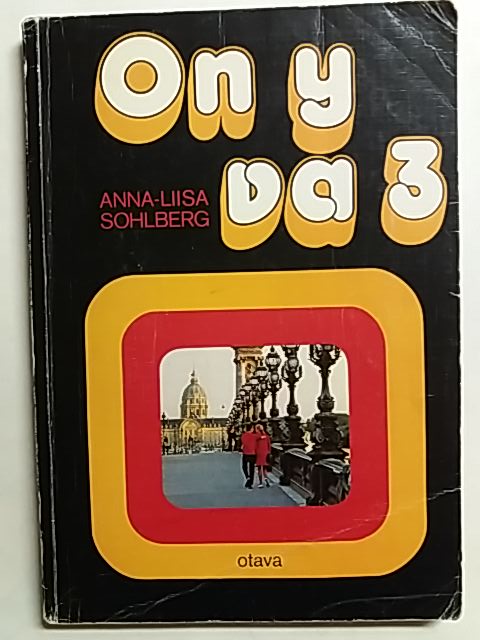 On y
va 3
ANNA-LIISA
SOHLBERG
otava